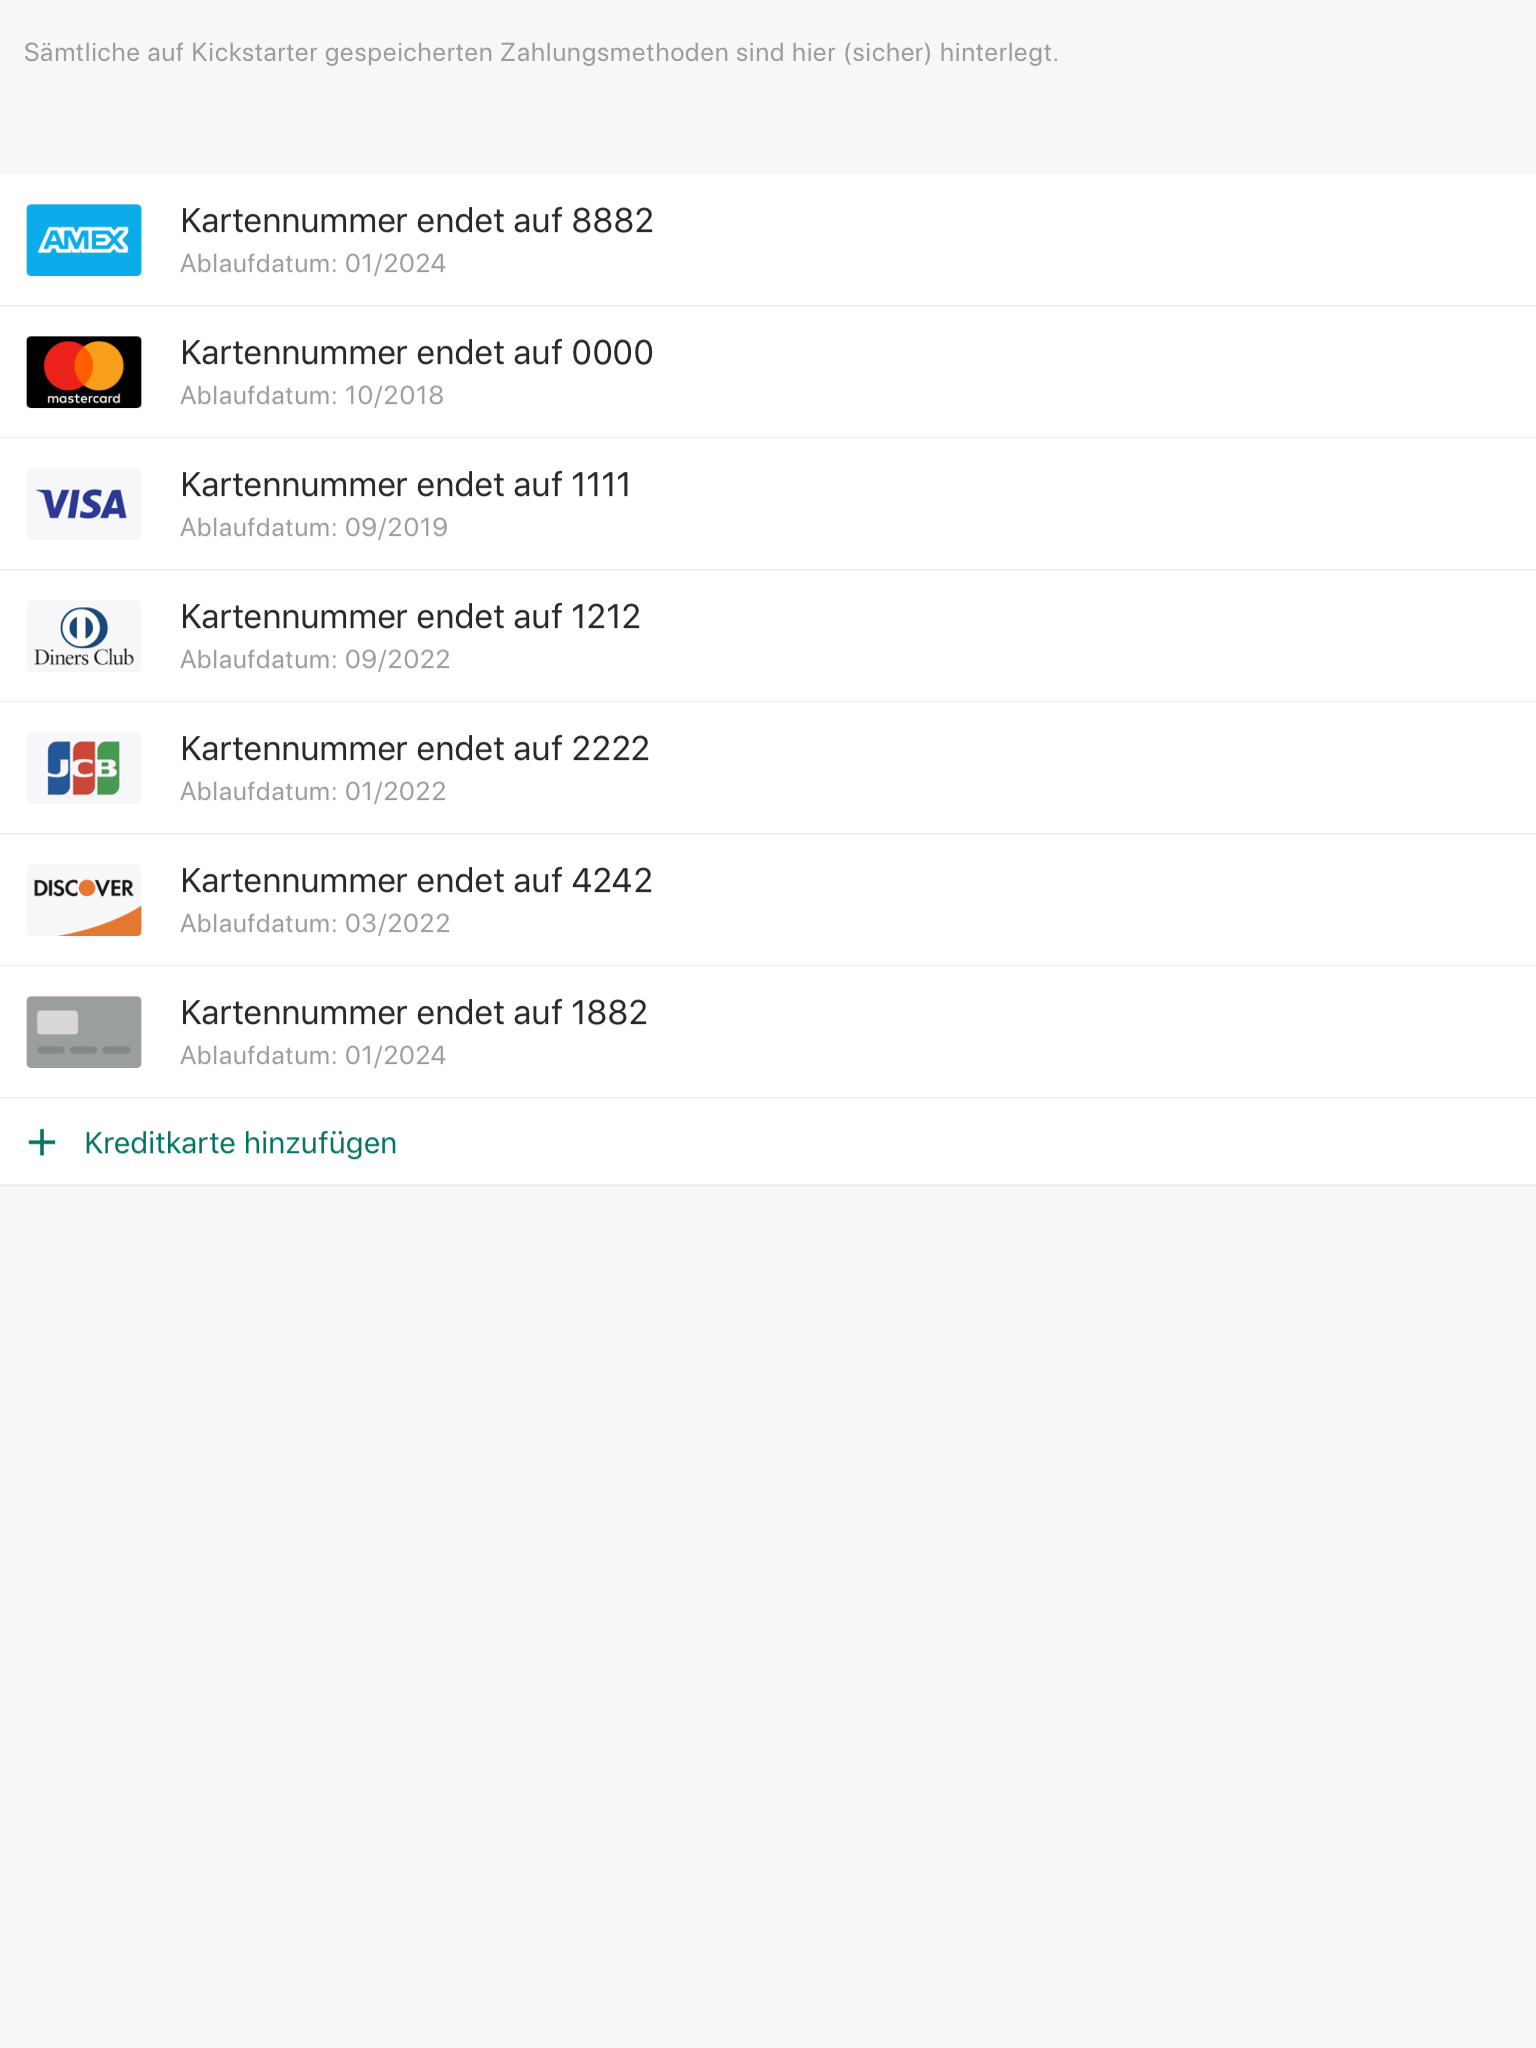 Sämtliche auf Kickstarter gespeicherten Zahlungsmethoden sind hier (sicher) hinterlegt.
AMEX
Kartennummer endet auf 8882
Ablaufdatum: 01/2024
mastercard
Kartennummer endet auf 0000
Ablaufdatum: 10/2018
VISA
Kartennummer endet auf 1111
Ablaufdatum: 09/2019
Diners Club
Kartennummer endet auf 1212
Ablaufdatum: 09/2022
JCB
Kartennummer endet auf 2222
Ablaufdatum: 01/2022
DISCOVER
Kartennummer endet auf 4242
Ablaufdatum: 03/2022
Kartennummer endet auf 1882
Ablaufdatum: 01/2024
+ Kreditkarte hinzufügen